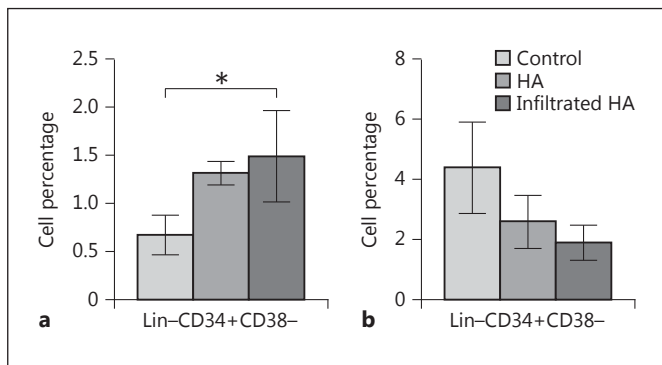 2.5
2.0
1.5
1.0
0.5
0
Cell percentage
*
a
Lin–CD34+CD38–
8
6
4
2
0
Cell percentage
Control
HA
Infiltrated HA
b
Lin–CD34+CD38–